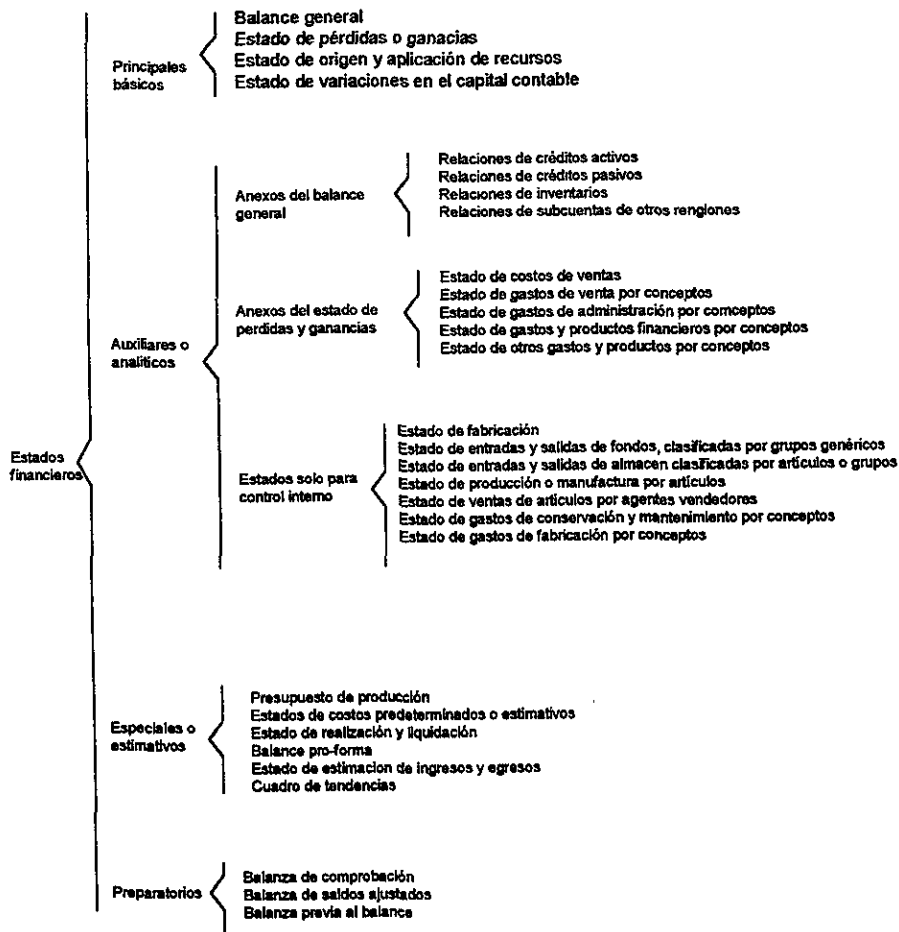 Estados
financieros
Principales
básicos
Balance general
Estado de pérdidas o ganacias
Estado de origen y aplicación de recursos
Estado de variaciones en el capital contable
Auxiliares o
analíticos
Anexos del balance
general
Relaciones de créditos activos
Relaciones de créditos pasivos
Relaciones de inventarios
Relaciones de subcuentas de otros renglones
Anexos del estado de
perdidas y ganancias
Estado de costos de ventas
Estado de gastos de venta por conceptos
Estado de gastos de administración por comceptos
Estado de gastos y productos financieros por conceptos
Estado de otros gastos y productos por conceptos
Estados solo para
control interno
Estado de fabricación
Estado de entradas y salidas de fondos, clasificadas por grupos genéricos
Estado de entradas y salidas de almacen clasificadas por artículos o grupos
Estado de producción o manufactura por artículos
Estado de ventas de artículos por agentes vendedores
Estado de gastos de conservación y mantenimiento por conceptos
Estado de gastos de fabricación por conceptos
Especiales o
estimativos
Presupuesto de producción
Estados de costos predeterminados o estimativos
Estado de realización y liquidación
Balance pro-forma
Estado de estimacion de ingresos y egresos
Cuadro de tendencias
Preparatorios
Balanza de comprobación
Balanza de saldos ajustados
Balanza previa al balance